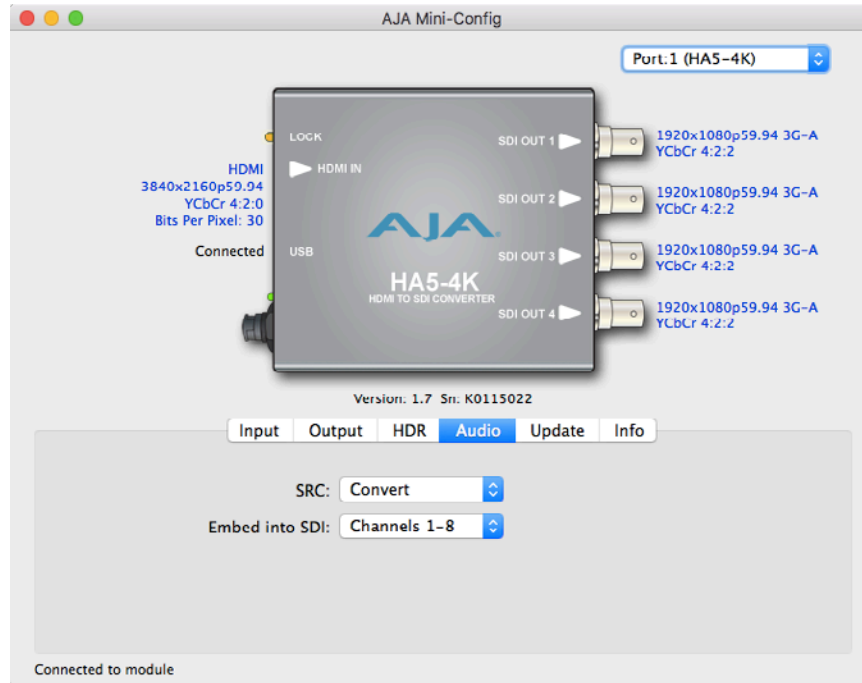 AJA Mini-Config
Port:1 (HA5-4K)
LOCK
HDMI IN
USB
HDMI
3840x2160p59.94
YCbCr 4:2:0
Bits Per Pixel: 30
Connected
AJA
HA5-4K
HDMI TO SDI CONVERTER
SDI OUT 1
1920x1080p59.94 3G-A
YCbCr 4:2:2
SDI OUT 2
1920x1080p59.94 3G-A
YCbCr 4:2:2
SDI OUT 3
1920x1080p59.94 3G-A
YCbCr 4:2:2
SDI OUT 4
1920x1080p59.94 3G-A
YCbCr 4:2:2
Version: 1.7 Sn: K0115022
Input Output HDR Audio Update Info
SRC: Convert
Embed into SDI: Channels 1-8
Connected to module